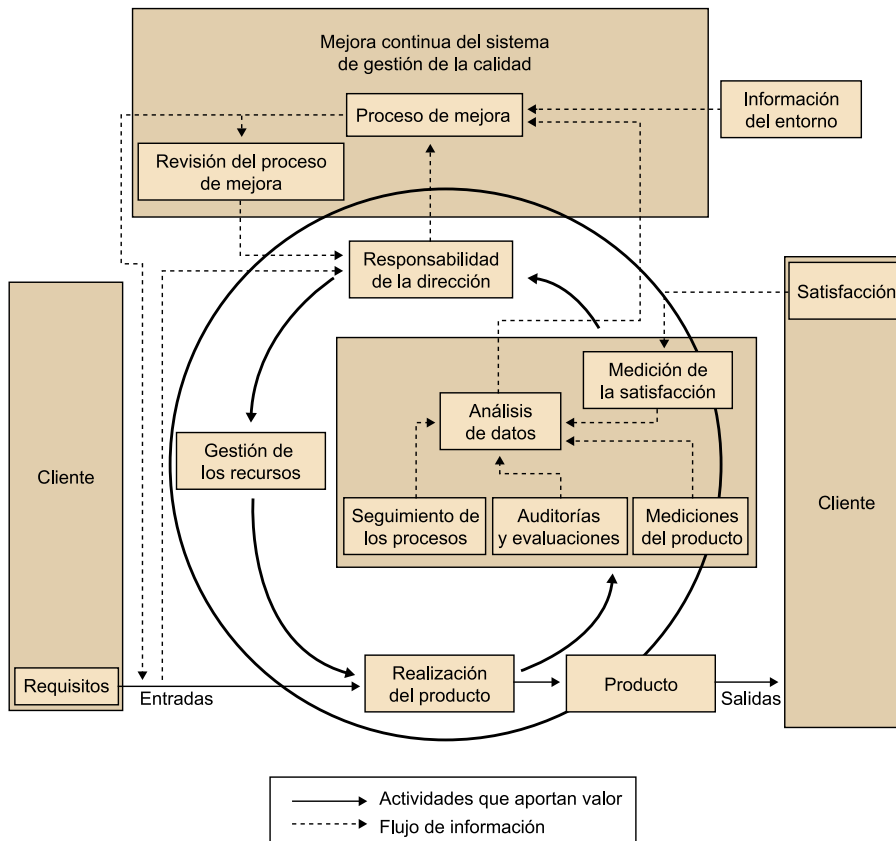 Mejora continua del sistema
de gestión de la calidad
Proceso de mejora
Información
del entorno
Revisión del proceso
de mejora
Responsabilidad
de la dirección
Satisfacción
Medición de
la satisfacción
Análisis
de datos
Gestión de
los recursos
Cliente
Cliente
Seguimiento de
los procesos
Auditorías
y evaluaciones
Mediciones
del producto
Requisitos
Entradas
Realización
del producto
Producto
Salidas
Actividades que aportan valor
Flujo de información